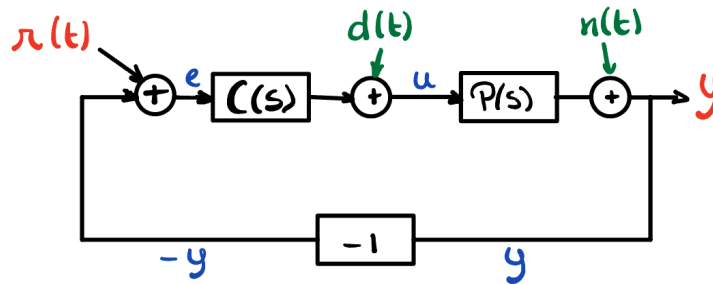 r(t)
d(t)
n(t)
+
e
C(s)
+
u
P(s)
+
y
-y
-1
y